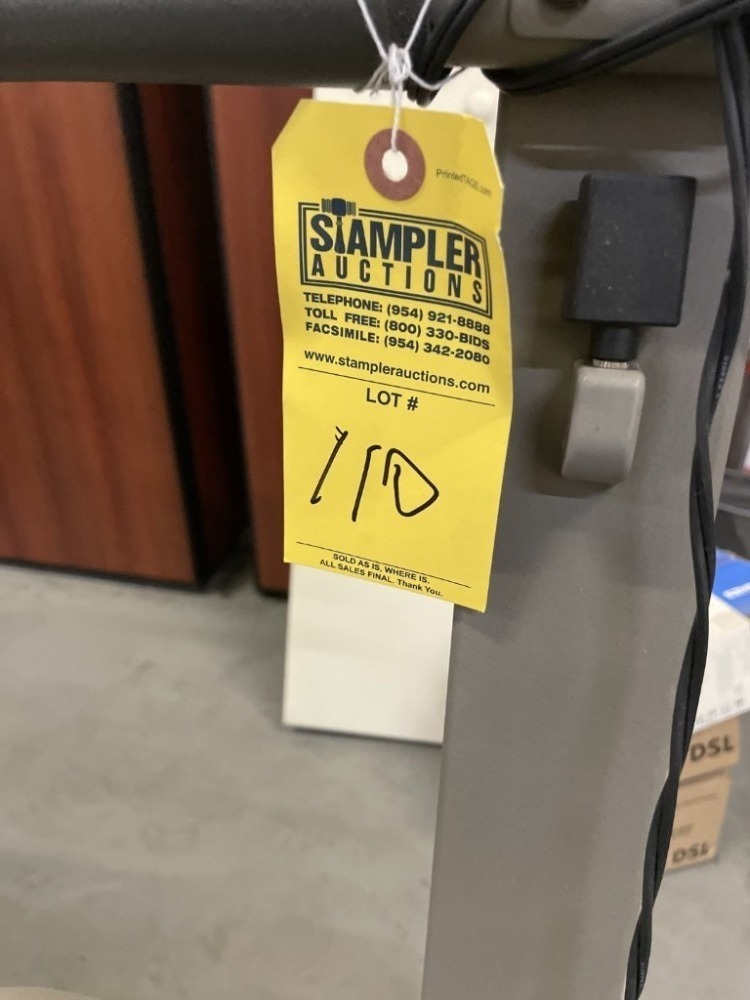 PrintedTAGS.com
STAMPLER
AUCTIONS
TELEPHONE: (954) 921-8888
TOLL FREE: (800) 330-BIDS
FACSIMILE: (954) 342-2080
www.stamplerauctions.com
LOT #
110
SOLD AS IS, WHERE IS.
ALL SALES FINAL. Thank You.
DSL
DSL